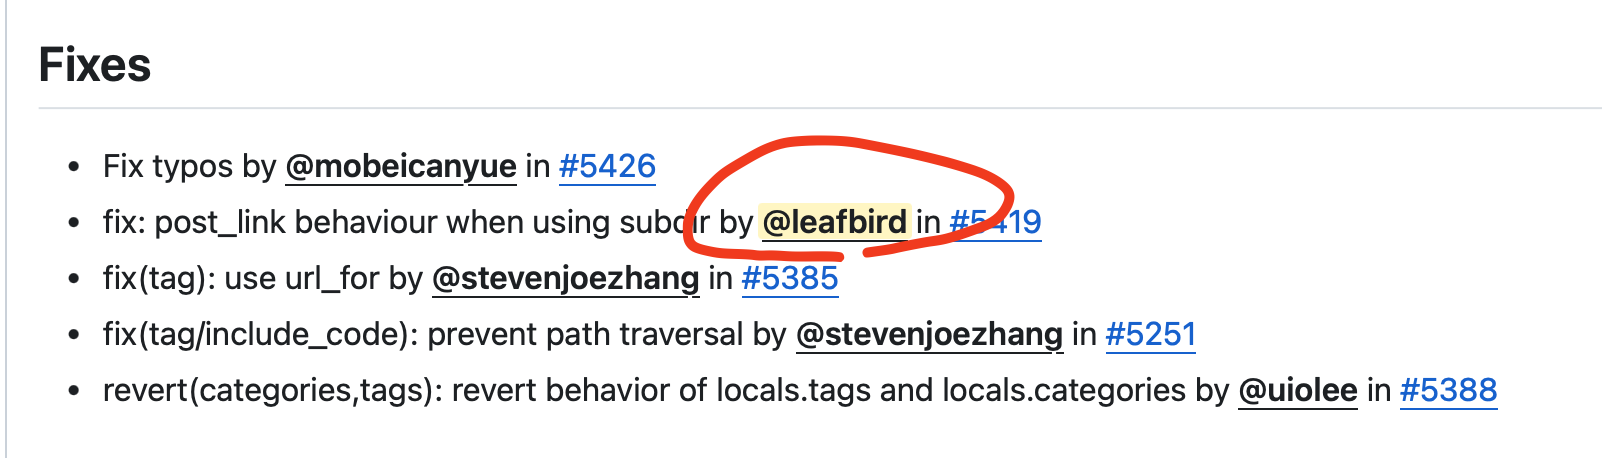 Fixes
• Fix typos by @mobeicanyue in #5426
• fix: post_link behaviour when using subdir by @leafbird in #5419
• fix(tag): use url_for by @stevenjoezhang in #5385
• fix(tag/include_code): prevent path traversal by @stevenjoezhang in #5251
• revert(categories,tags): revert behavior of locals.tags and locals.categories by @uiolee in #5388